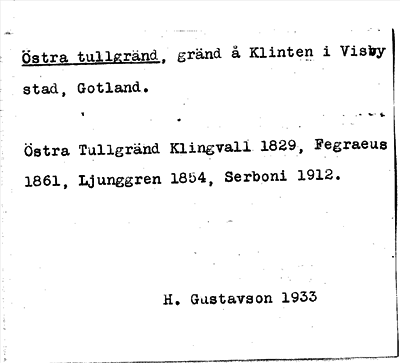 Östra tullgränd, gränd å Klinten i Visby
stad, Gotland.
Östra Tullgränd Klingvall 1829, Fegraeus
1861, Ljunggren 1854, Serboni 1912.
H. Gustavson 1933